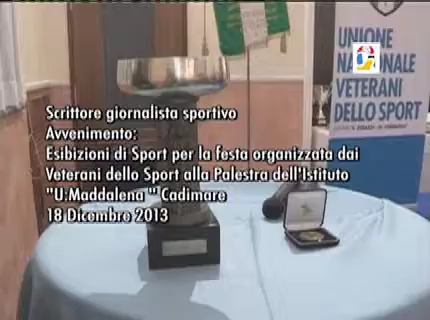 UNIONE
NAZIONALE
VETERANI
DELLO SPORT
Scrittore giornalista sportivo
Avvenimento:
Esibizioni di Sport per la festa organizzata dai
Veterani dello Sport alla Palestra dell'Istituto
"U.Maddalena " Cadimare
18 Dicembre 2013